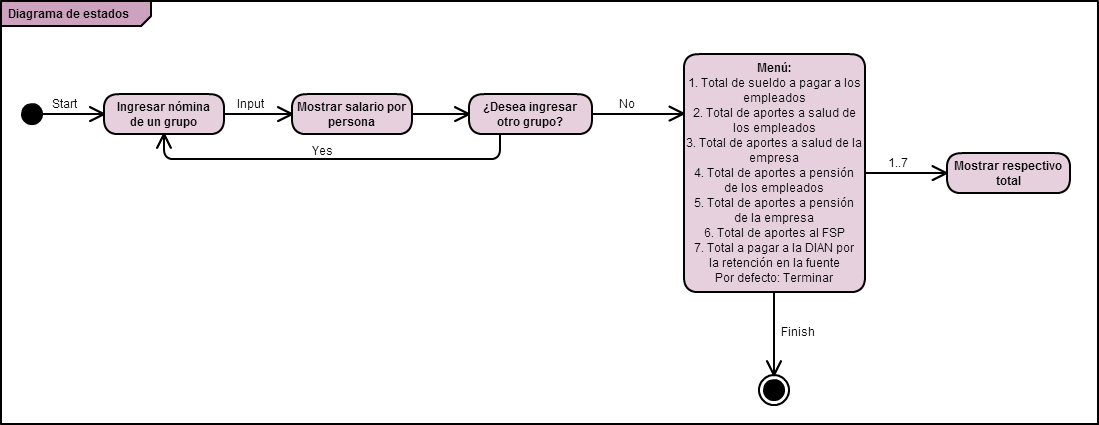 Diagrama de estados
Start
Ingresar nómina
de un grupo
Input
Mostrar salario por
persona
¿Desea ingresar
otro grupo?
Yes
No
Menú:
1. Total de sueldo a pagar a los
empleados
2. Total de aportes a salud de
los empleados
3. Total de aportes a salud de la
empresa
4. Total de aportes a pensión
de los empleados
5. Total de aportes a pensión
de la empresa
6. Total de aportes al FSP
7. Total a pagar a la DIAN por
la retención en la fuente
Por defecto: Terminar
1..7
Mostrar respectivo
total
Finish